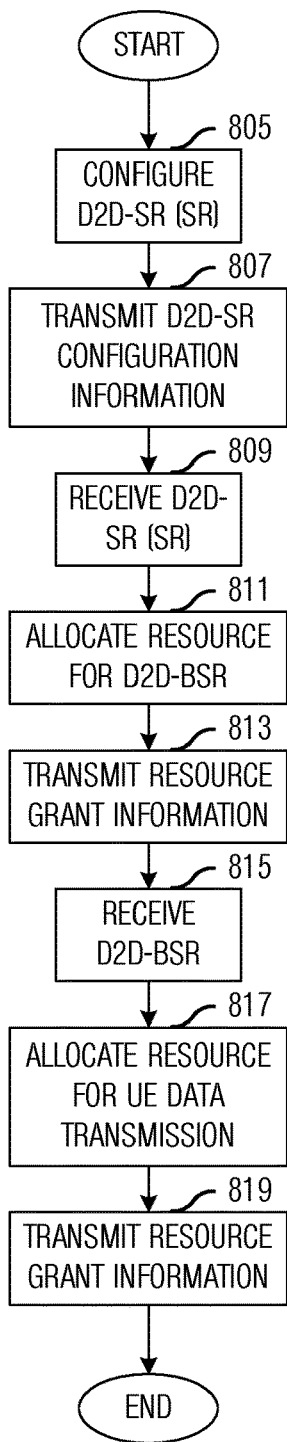 START
805
CONFIGURE
D2D-SR (SR)
807
TRANSMIT D2D-SR
CONFIGURATION
INFORMATION
809
RECEIVE D2D-
SR (SR)
811
ALLOCATE RESOURCE
FOR D2D-BSR
813
TRANSMIT RESOURCE
GRANT INFORMATION
815
RECEIVE
D2D-BSR
817
ALLOCATE RESOURCE
FOR UE DATA
TRANSMISSION
819
TRANSMIT RESOURCE
GRANT INFORMATION
END